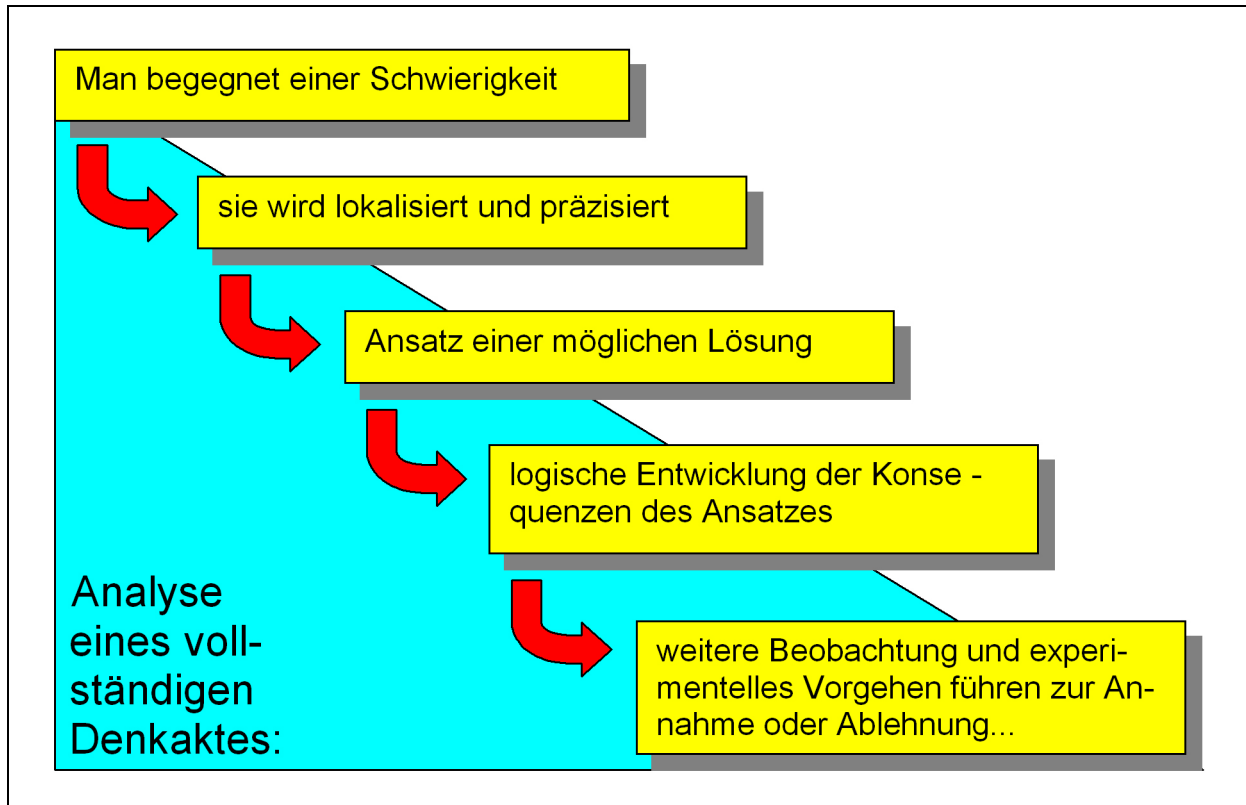 Man begegnet einer Schwierigkeit
sie wird lokalisiert und präzisiert
Ansatz einer möglichen Lösung
logische Entwicklung der Konse -
quenzen des Ansatzes
weitere Beobachtung und experi-
mentelles Vorgehen führen zur An-
nahme oder Ablehnung...
Analyse
eines voll-
ständigen
Denkaktes: